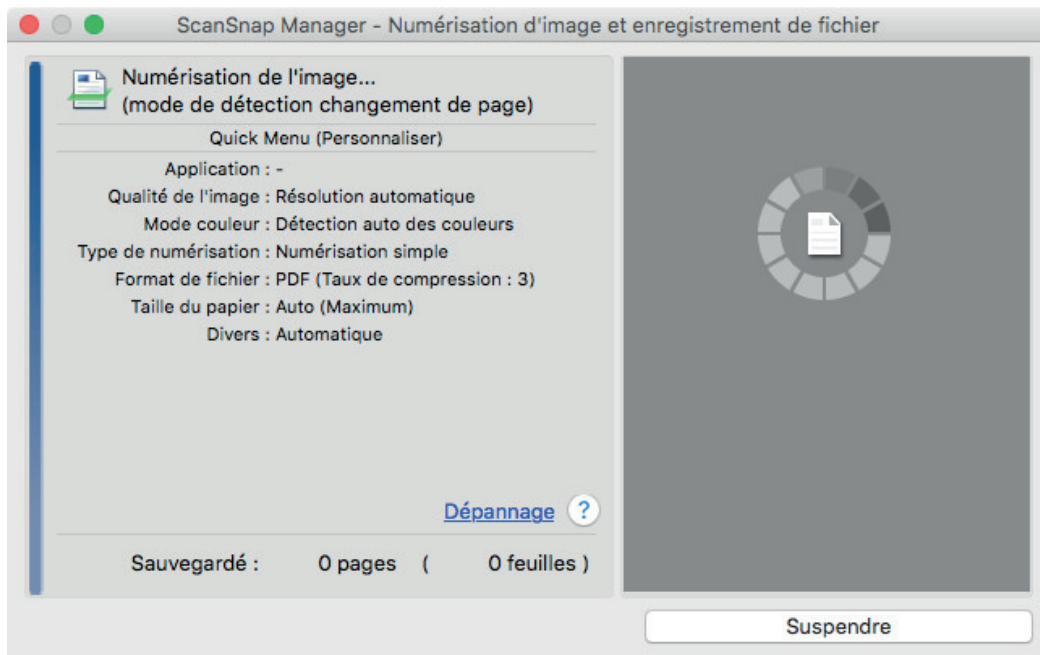 ScanSnap Manager - Numérisation d'image et enregistrement de fichier
Numérisation de l'image...
(mode de détection changement de page)
Quick Menu (Personnaliser)
Application : -
Qualité de l'image : Résolution automatique
Mode couleur : Détection auto des couleurs
Type de numérisation : Numérisation simple
Format de fichier : PDF (Taux de compression : 3)
Taille du papier : Auto (Maximum)
Divers : Automatique
Dépannage ?
Sauvegardé : 0 pages ( 0 feuilles )
Suspendre